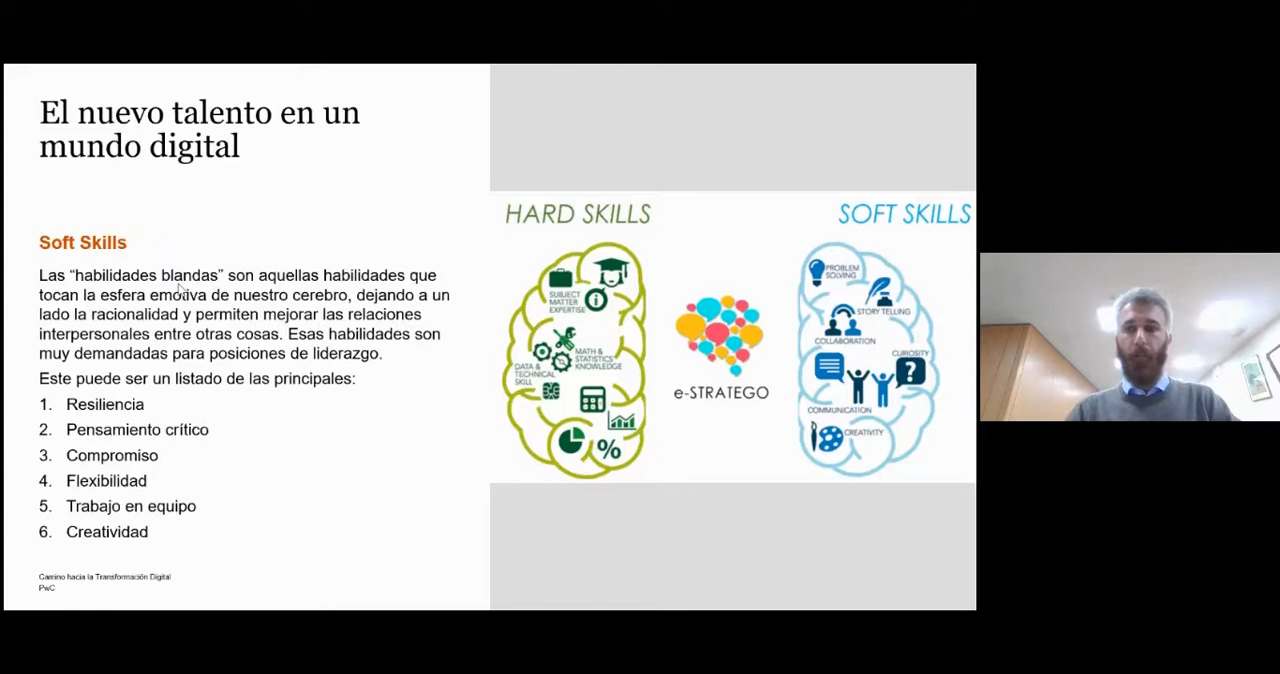 El nuevo talento en un
mundo digital
Soft Skills
Las “habilidades blandas” son aquellas habilidades que
tocan la esfera emotiva de nuestro cerebro, dejando a un
lado la racionalidad y permiten mejorar las relaciones
interpersonales entre otras cosas. Esas habilidades son
muy demandadas para posiciones de liderazgo.
Este puede ser un listado de las principales:
1. Resiliencia
2. Pensamiento crítico
3. Compromiso
4. Flexibilidad
5. Trabajo en equipo
6. Creatividad
Camino hacia la Transformación Digital
PwC
HARD SKILLS
SUBJECT
MATTER
EXPERTISE
MATH &
STATISTICS
KNOWLEDGE
DATA &
TECHNICAL
SKILL
%
e-STRATEGO
SOFT SKILLS
PROBLEM
SOLVING
STORY TELLING
COLLABORATION
CURIOSITY
?
COMMUNICATION
CREATIVITY